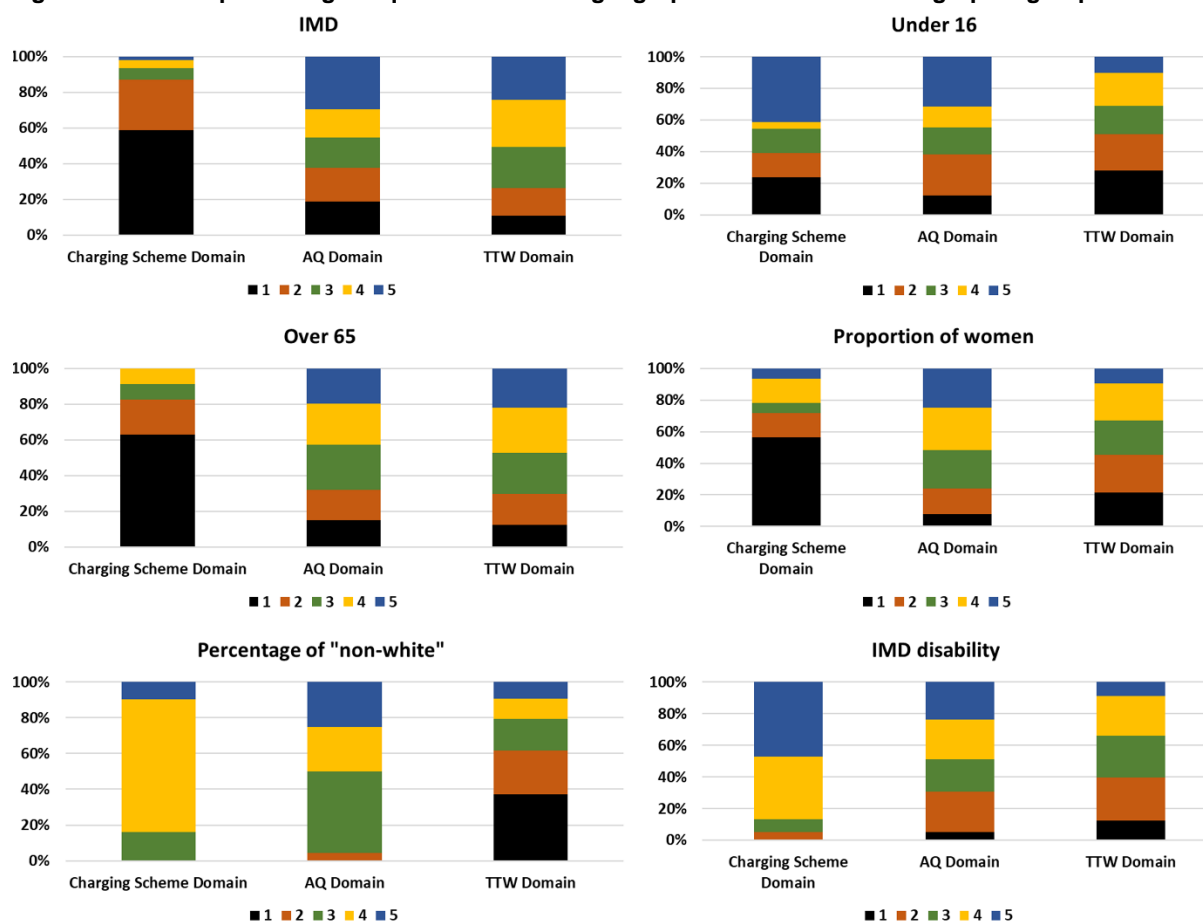 IMD
100%
80%
60%
40%
20%
0%
Charging Scheme Domain AQ Domain TTW Domain
1 2 3 4 5
Under 16
100%
80%
60%
40%
20%
0%
Charging Scheme
Domain
AQ Domain TTW Domain
1 2 3 4 5
Over 65
100%
80%
60%
40%
20%
0%
Charging Scheme Domain AQ Domain TTW Domain
1 2 3 4 5
Proportion of women
100%
80%
60%
40%
20%
0%
Charging Scheme
Domain
AQ Domain TTW Domain
1 2 3 4 5
Percentage of "non-white"
100%
80%
60%
40%
20%
0%
Charging Scheme Domain AQ Domain TTW Domain
1 2 3 4 5
IMD disability
100%
80%
60%
40%
20%
0%
Charging Scheme
Domain
AQ Domain TTW Domain
1 2 3 4 5